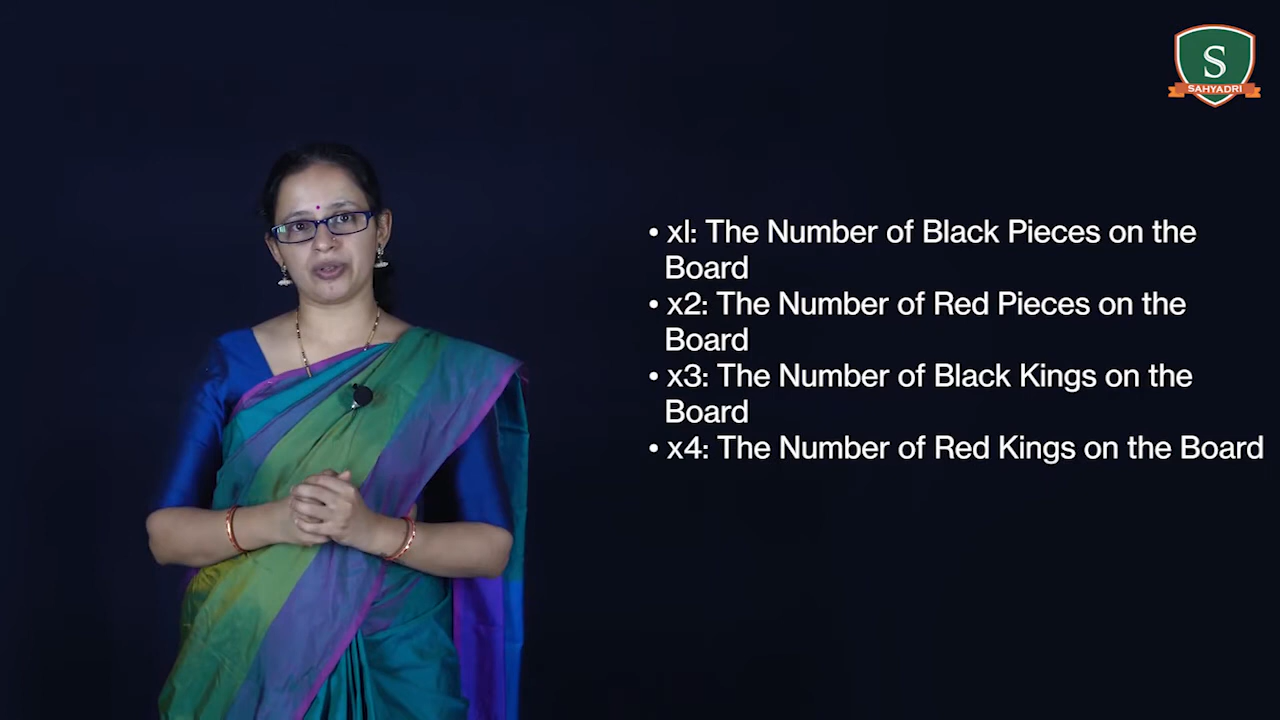 S
SAHYADRI
• xl: The Number of Black Pieces on the
Board
• x2: The Number of Red Pieces on the
Board
• x3: The Number of Black Kings on the
Board
• x4: The Number of Red Kings on the Board